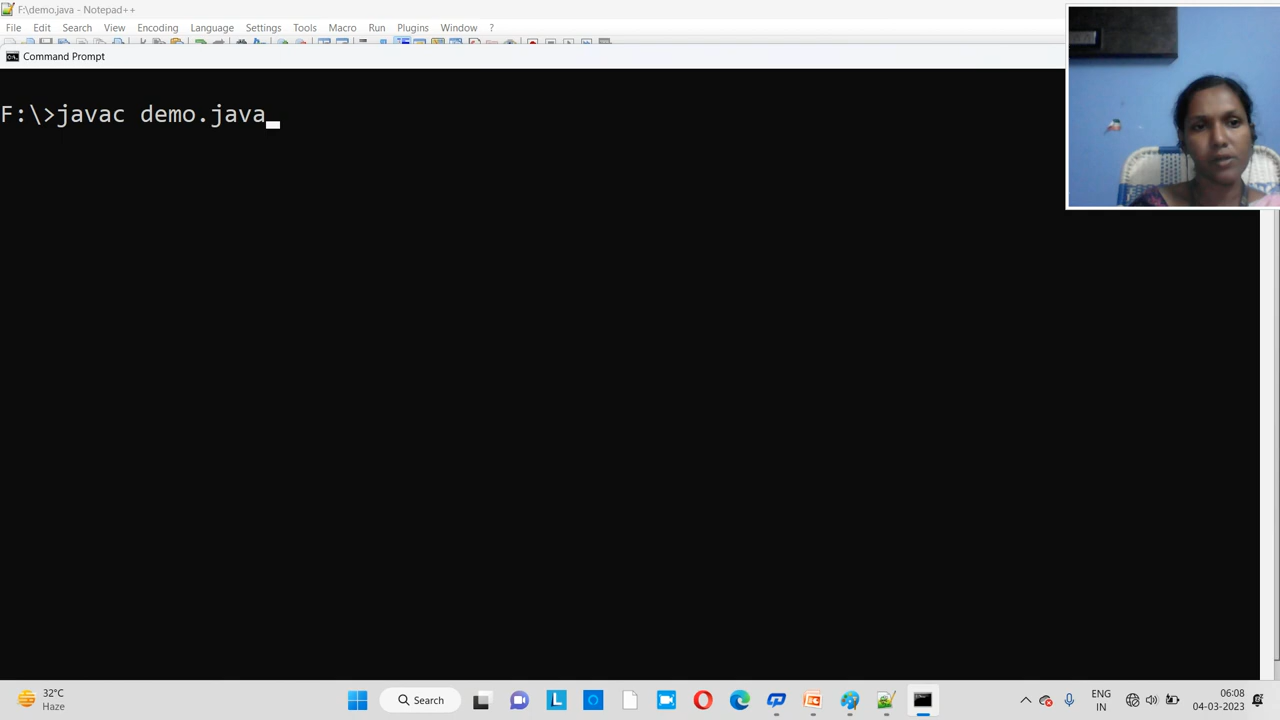 F:\demo.java - Notepad++
File Edit Search View Encoding Language Settings Tools Macro Run Plugins Window ?
Command Prompt
F:\>javac demo.java
32°C
Haze
Search
L
ENG
IN
06:08
04-03-2023